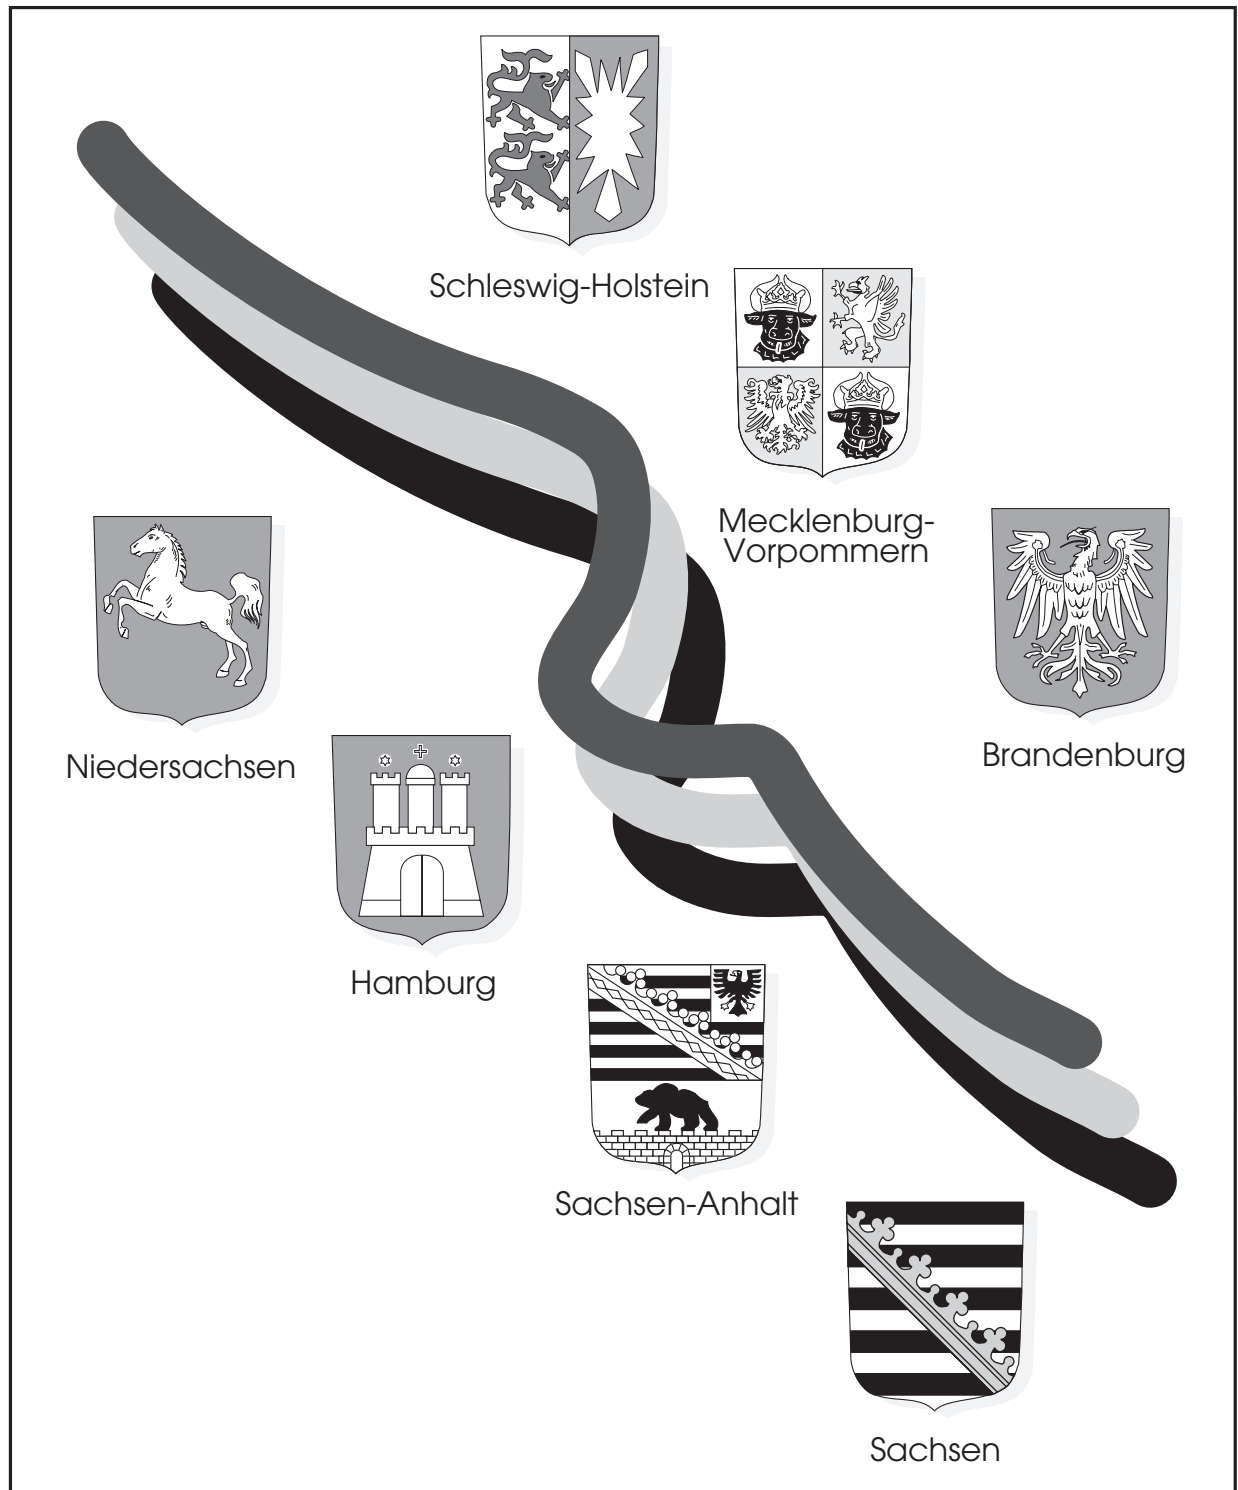 Schleswig-Holstein
Mecklenburg-
Vorpommern
Niedersachsen
Brandenburg
Hamburg
Sachsen-Anhalt
Sachsen